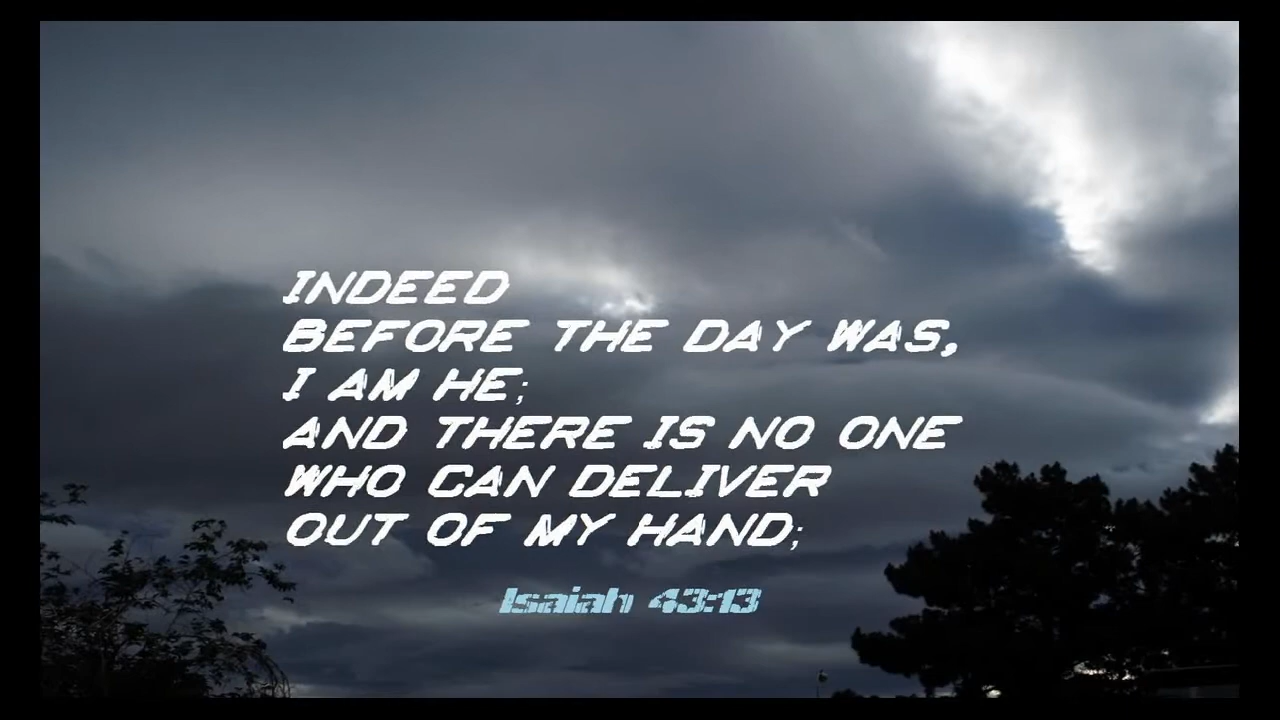 INDEED
BEFORE THE DAY WAS,
I AM HE;
AND THERE IS NO ONE
WHO CAN DELIVER
OUT OF MY HAND;
Isaiah 43:13